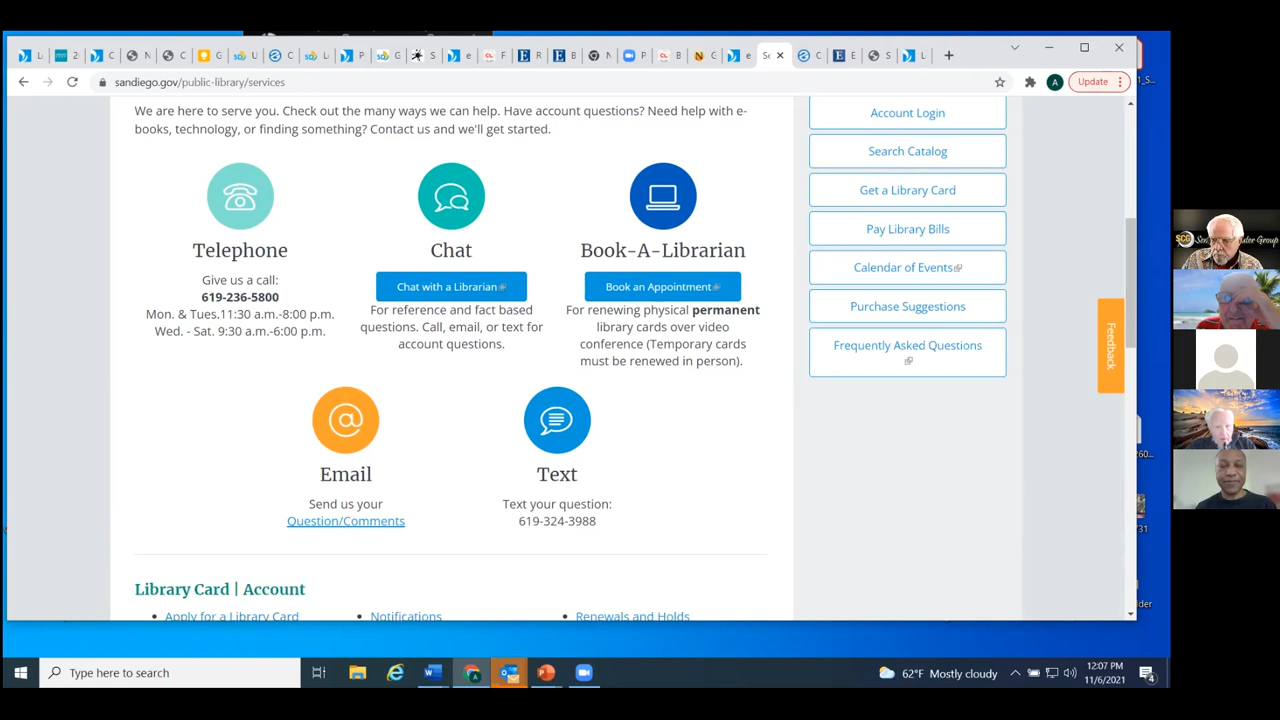 Update
sandiego.gov/public-library/services
We are here to serve you. Check out the many ways we can help. Have account questions? Need help with e-
books, technology, or finding something? Contact us and we'll get started.
Telephone
Give us a call:
619-236-5800
Mon. & Tues.11:30 a.m.-8:00 p.m.
Wed. - Sat. 9:30 a.m.-6:00 p.m.
Chat
Chat with a Librarian
For reference and fact based
questions. Call, email, or text for
account questions.
Book-A-Librarian
Book an Appointment
For renewing physical permanent
library cards over video
conference (Temporary cards
must be renewed in person).
Email
Send us your
Question/Comments
Text
Text your question:
619-324-3988
Library Card | Account
Apply for a Library Card
Notifications
Renewals and Holds
Account Login
Search Catalog
Get a Library Card
Pay Library Bills
Calendar of Events
Purchase Suggestions
Frequently Asked Questions
Feedback
SCG
Type here to search
62°F Mostly cloudy
12:07 PM
11/6/2021
4